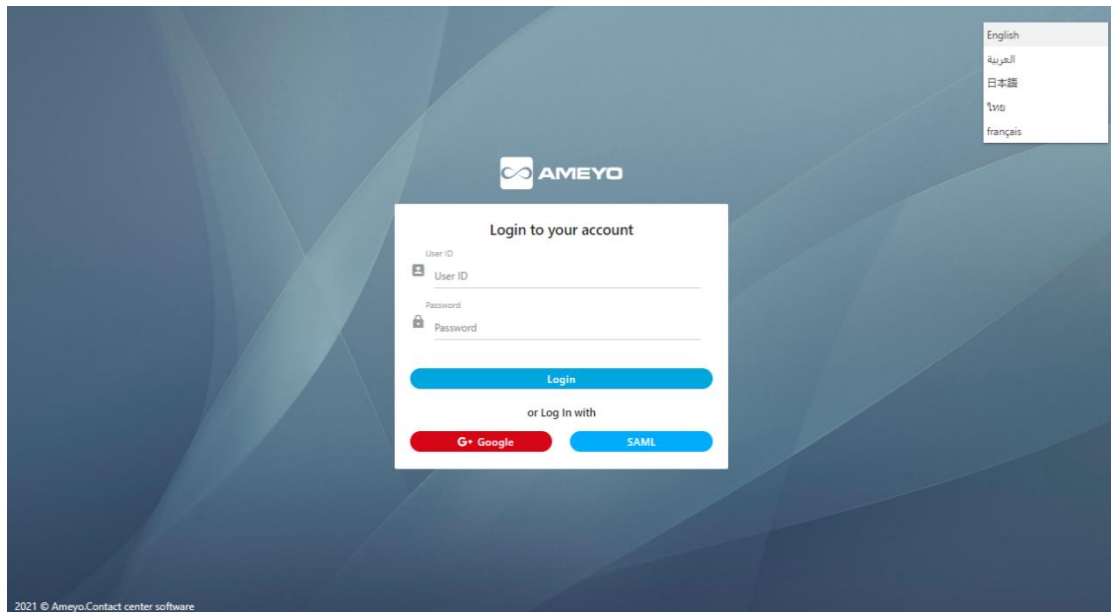 English
العربية
日本語
ไทย
français
AMEYO
Login to your account
User ID
User ID
Password
Password
Login
or Log In with
G+ Google
SAML
2021 © Ameyo.Contact center software